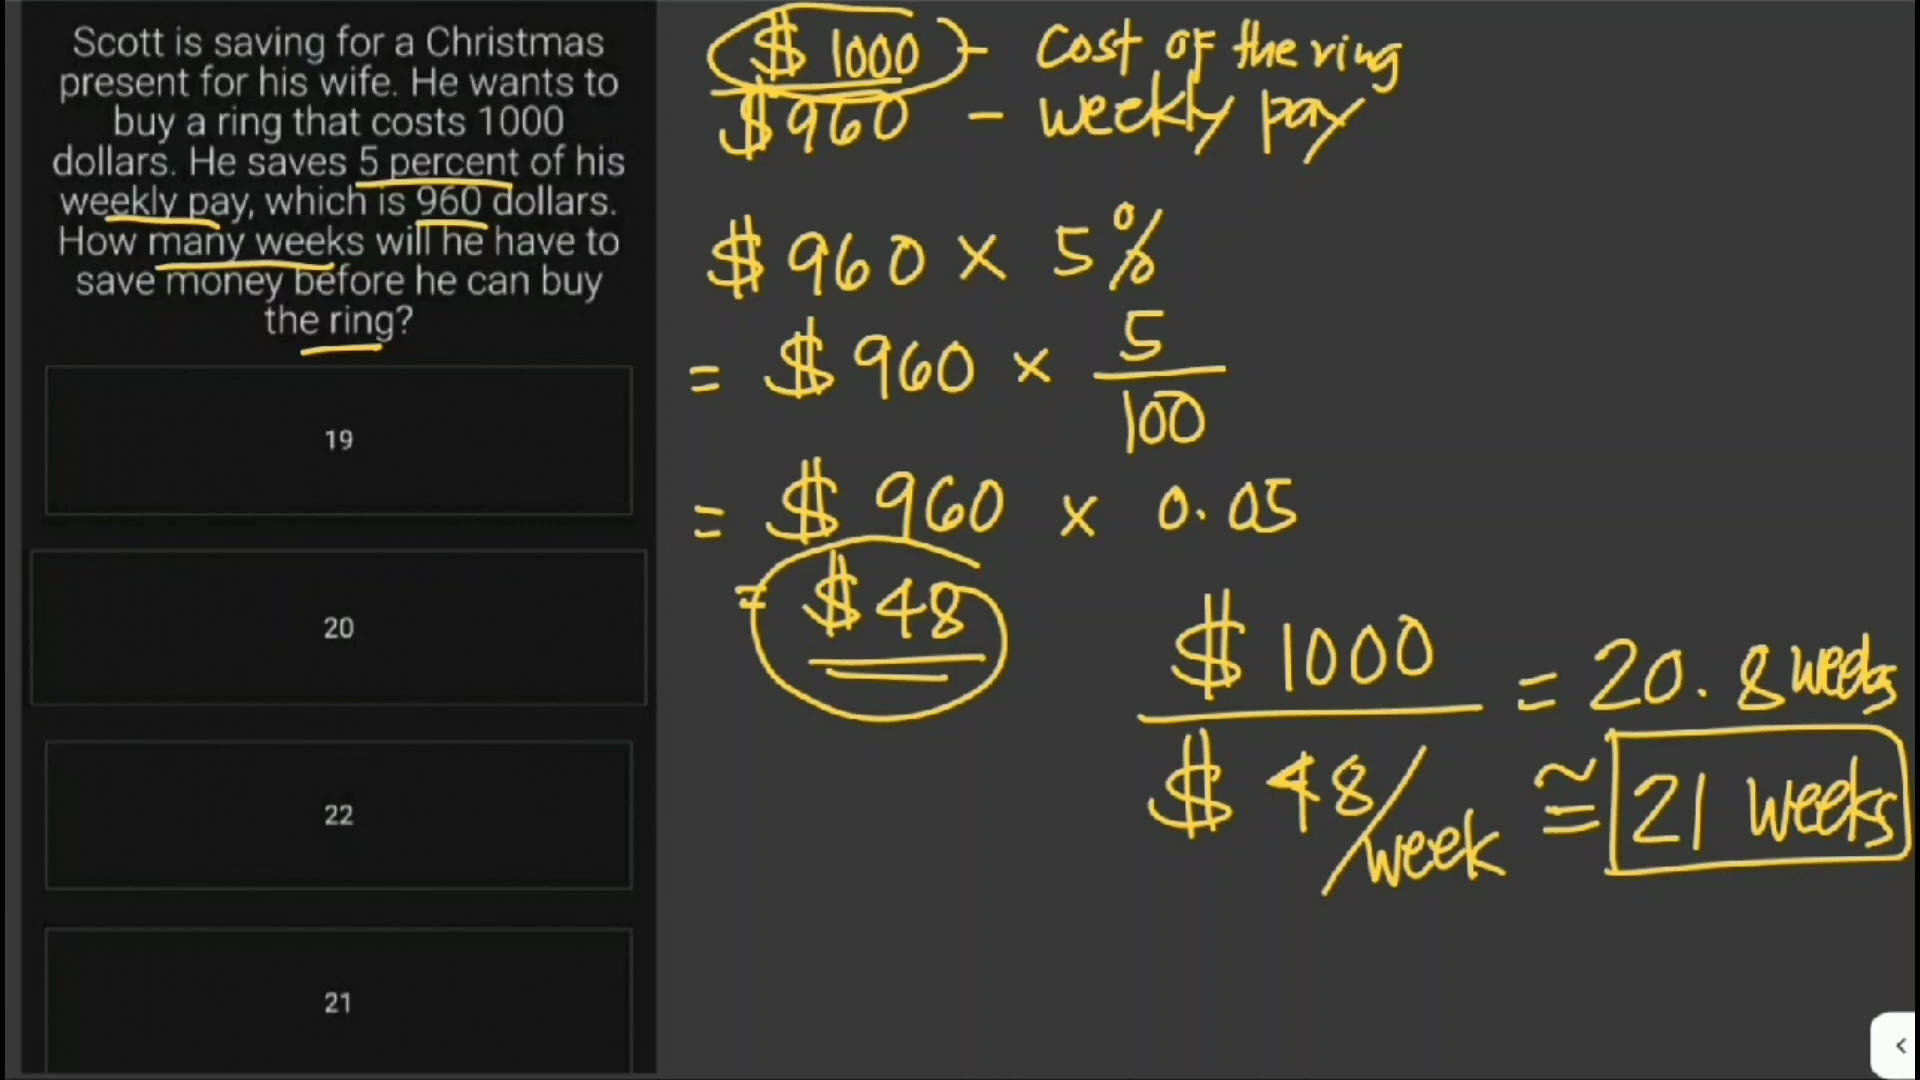 Scott is saving for a Christmas
present for his wife. He wants to
buy a ring that costs 1000
dollars. He saves 5 percent of his
weekly pay, which is 960 dollars.
How many weeks will he have to
save money before he can buy
the ring?
19
20
22
21
$ 1000 - Cost of the ring
$960 - weekly pay
$960 × 5%
= $960 × 5/100
= $960 × 0.05
= $48
$1000
$48/week
= 20.8 weeks
≅ 21 weeks
<